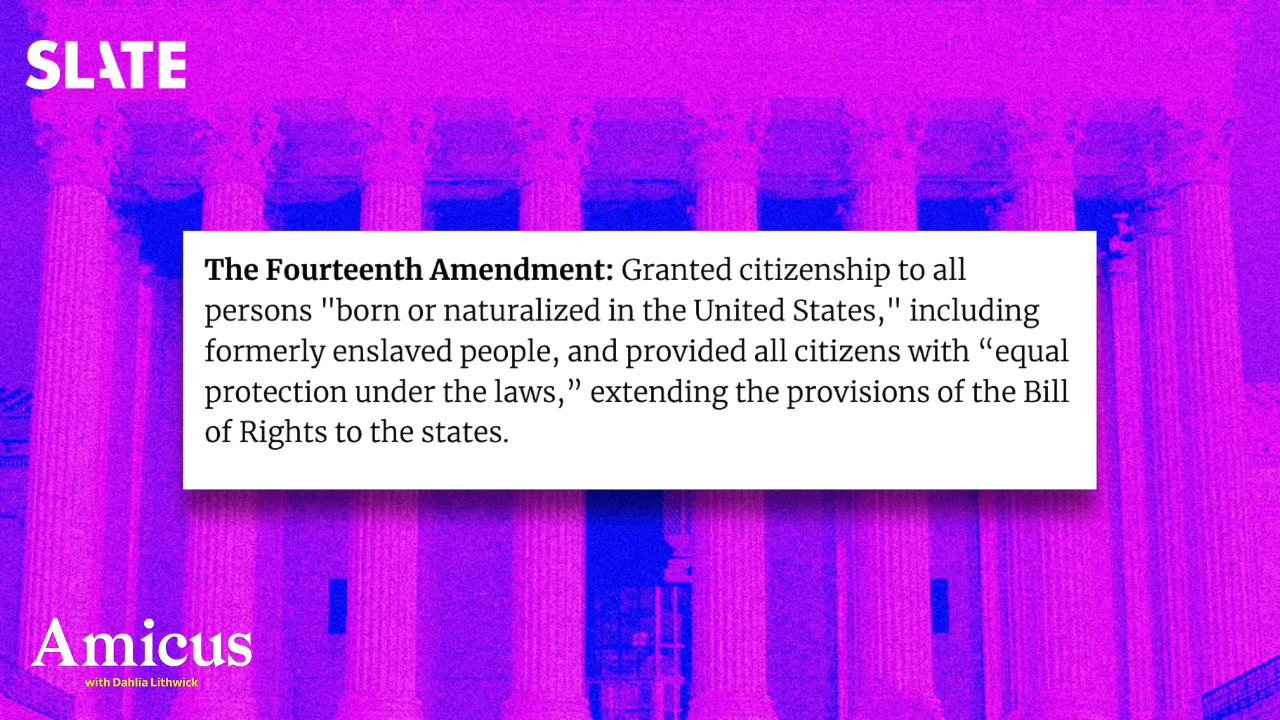 SLATE
The Fourteenth Amendment: Granted citizenship to all
persons "born or naturalized in the United States," including
formerly enslaved people, and provided all citizens with “equal
protection under the laws,” extending the provisions of the Bill
of Rights to the states.
Amicus
with Dahlia Lithwick